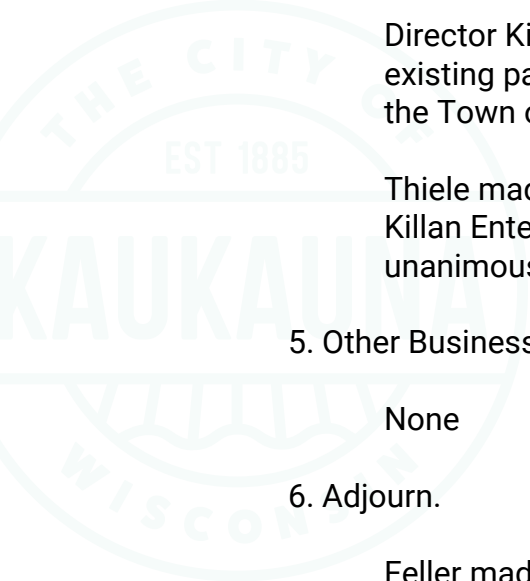 THE CITY OF
EST 1885
KAUKAUNA
WISCONSIN
Director Ki
existing pa
the Town o
Thiele mad
Killan Ente
unanimous
5. Other Business
None
6. Adjourn.
Feller mad